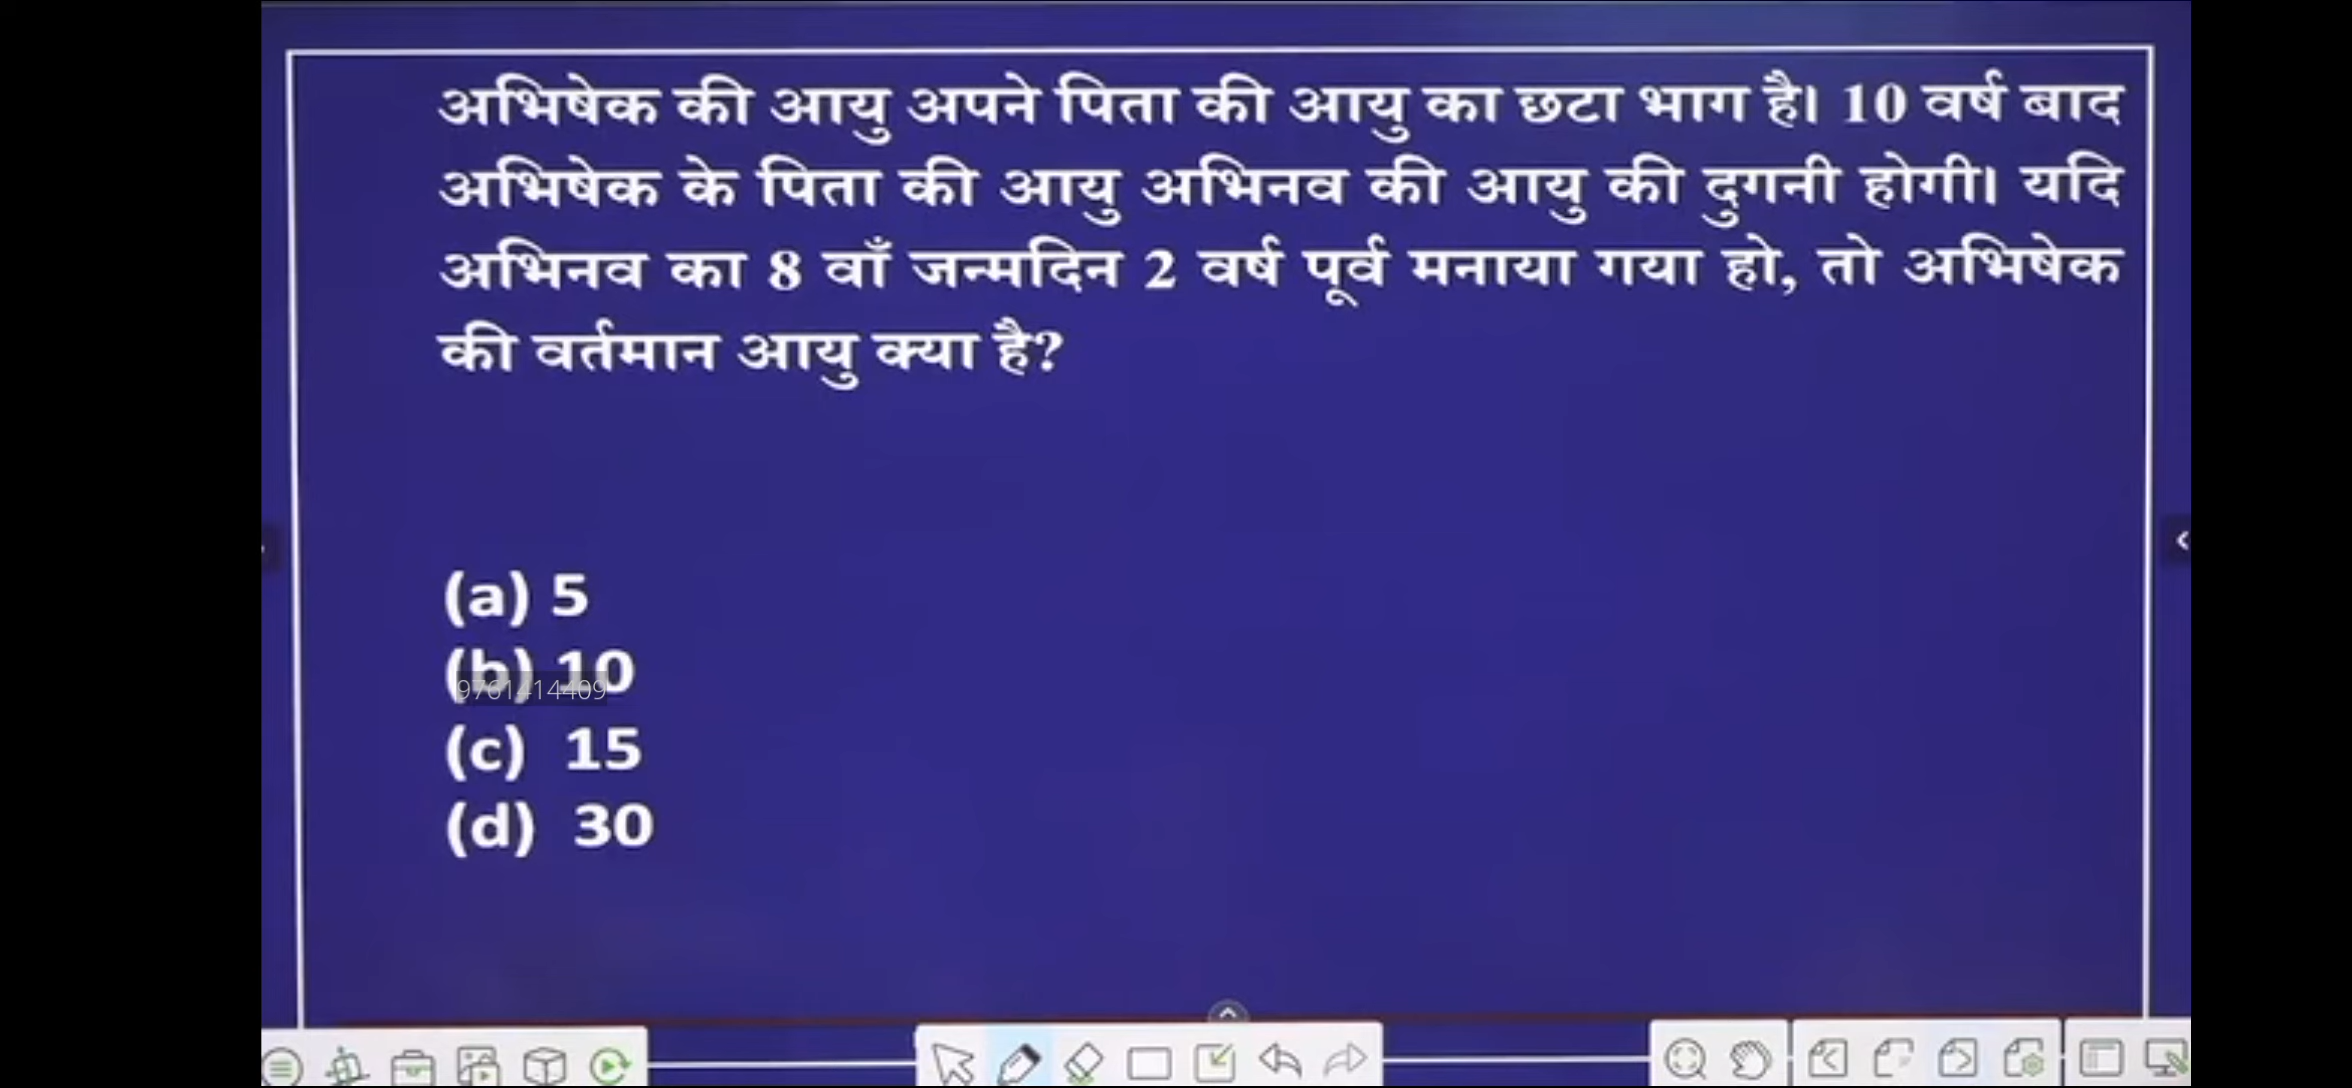 अभिषेक की आयु अपने पिता की आयु का छटा भाग है। 10 वर्ष बाद
अभिषेक के पिता की आयु अभिनव की आयु की दुगनी होगी। यदि
अभिनव का 8 वाँ जन्मदिन 2 वर्ष पूर्व मनाया गया हो, तो अभिषेक
की वर्तमान आयु क्या है?
(a) 5
(b) 10
9761414409
(c) 15
(d) 30